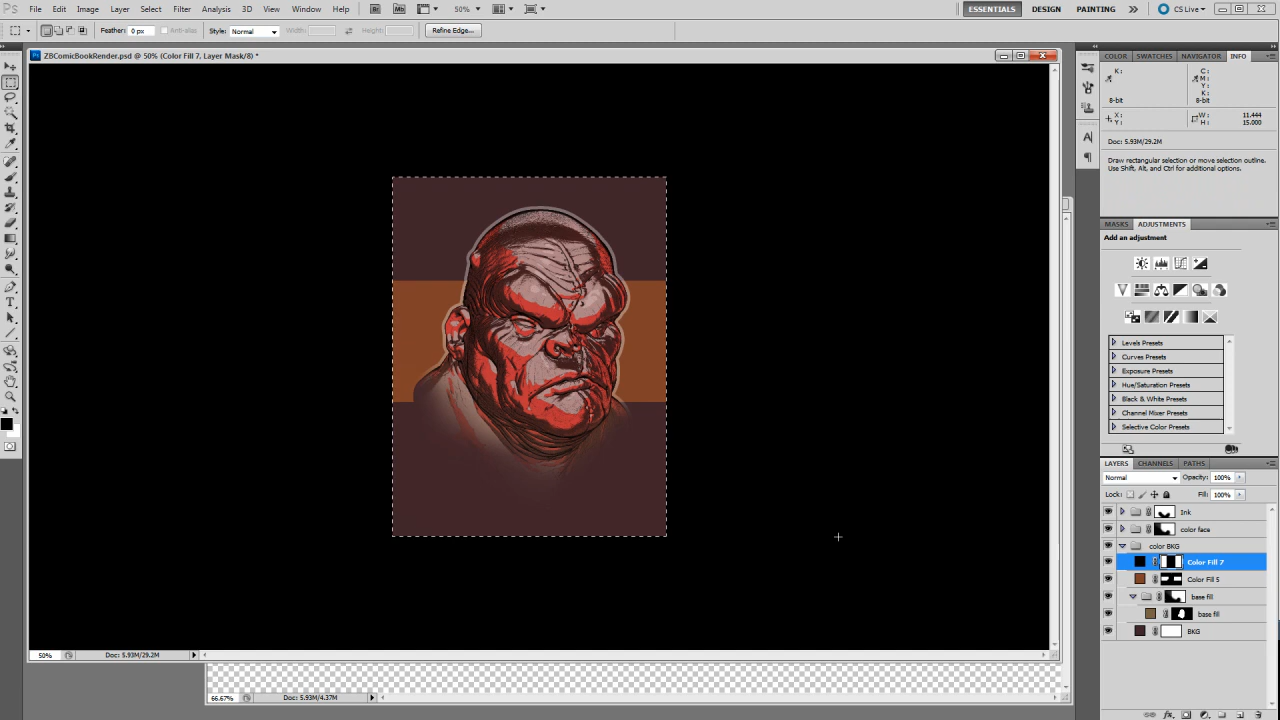 Ps File Edit Image Layer Select Filter Analysis 3D View Window Help Br Mb 50% ESSENTIALS DESIGN PAINTING CS Live
Feather: 0 px Anti-alias Style: Normal Width: Height: Refine Edge...
Ps ZBComicBookRender.psd @ 50% (Color Fill 7, Layer Mask/8) *
COLOR SWATCHES NAVIGATOR INFO
K: C:
M:
Y:
K:
8-bit 8-bit
X: W: 11.444
Y: H: 15.000
Doc: 5.93M/29.2M
Draw rectangular selection or move selection outline.
Use Shift, Alt, and Ctrl for additional options.
MASKS ADJUSTMENTS
Add an adjustment
Levels Presets
Curves Presets
Exposure Presets
Hue/Saturation Presets
Black & White Presets
Channel Mixer Presets
Selective Color Presets
LAYERS CHANNELS PATHS
Normal Opacity: 100%
Lock: Fill: 100%
Ink
color face
color BKG
Color Fill 7
Color Fill 5
base fill
base fill
BKG
50% Doc: 5.93M/29.2M
66.67% Doc: 5.93M/4.37M